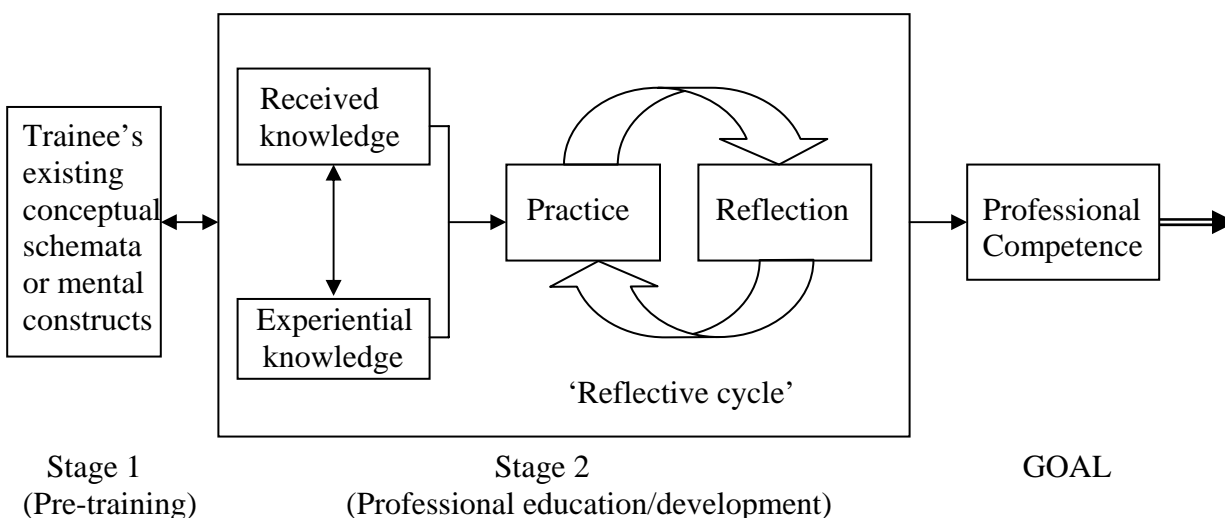 Trainee’s
existing
conceptual
schemata
or mental
constructs
Received
knowledge
Experiential
knowledge
Practice
Reflection
‘Reflective cycle’
Professional
Competence
Stage 1
(Pre-training)
Stage 2
(Professional education/development)
GOAL